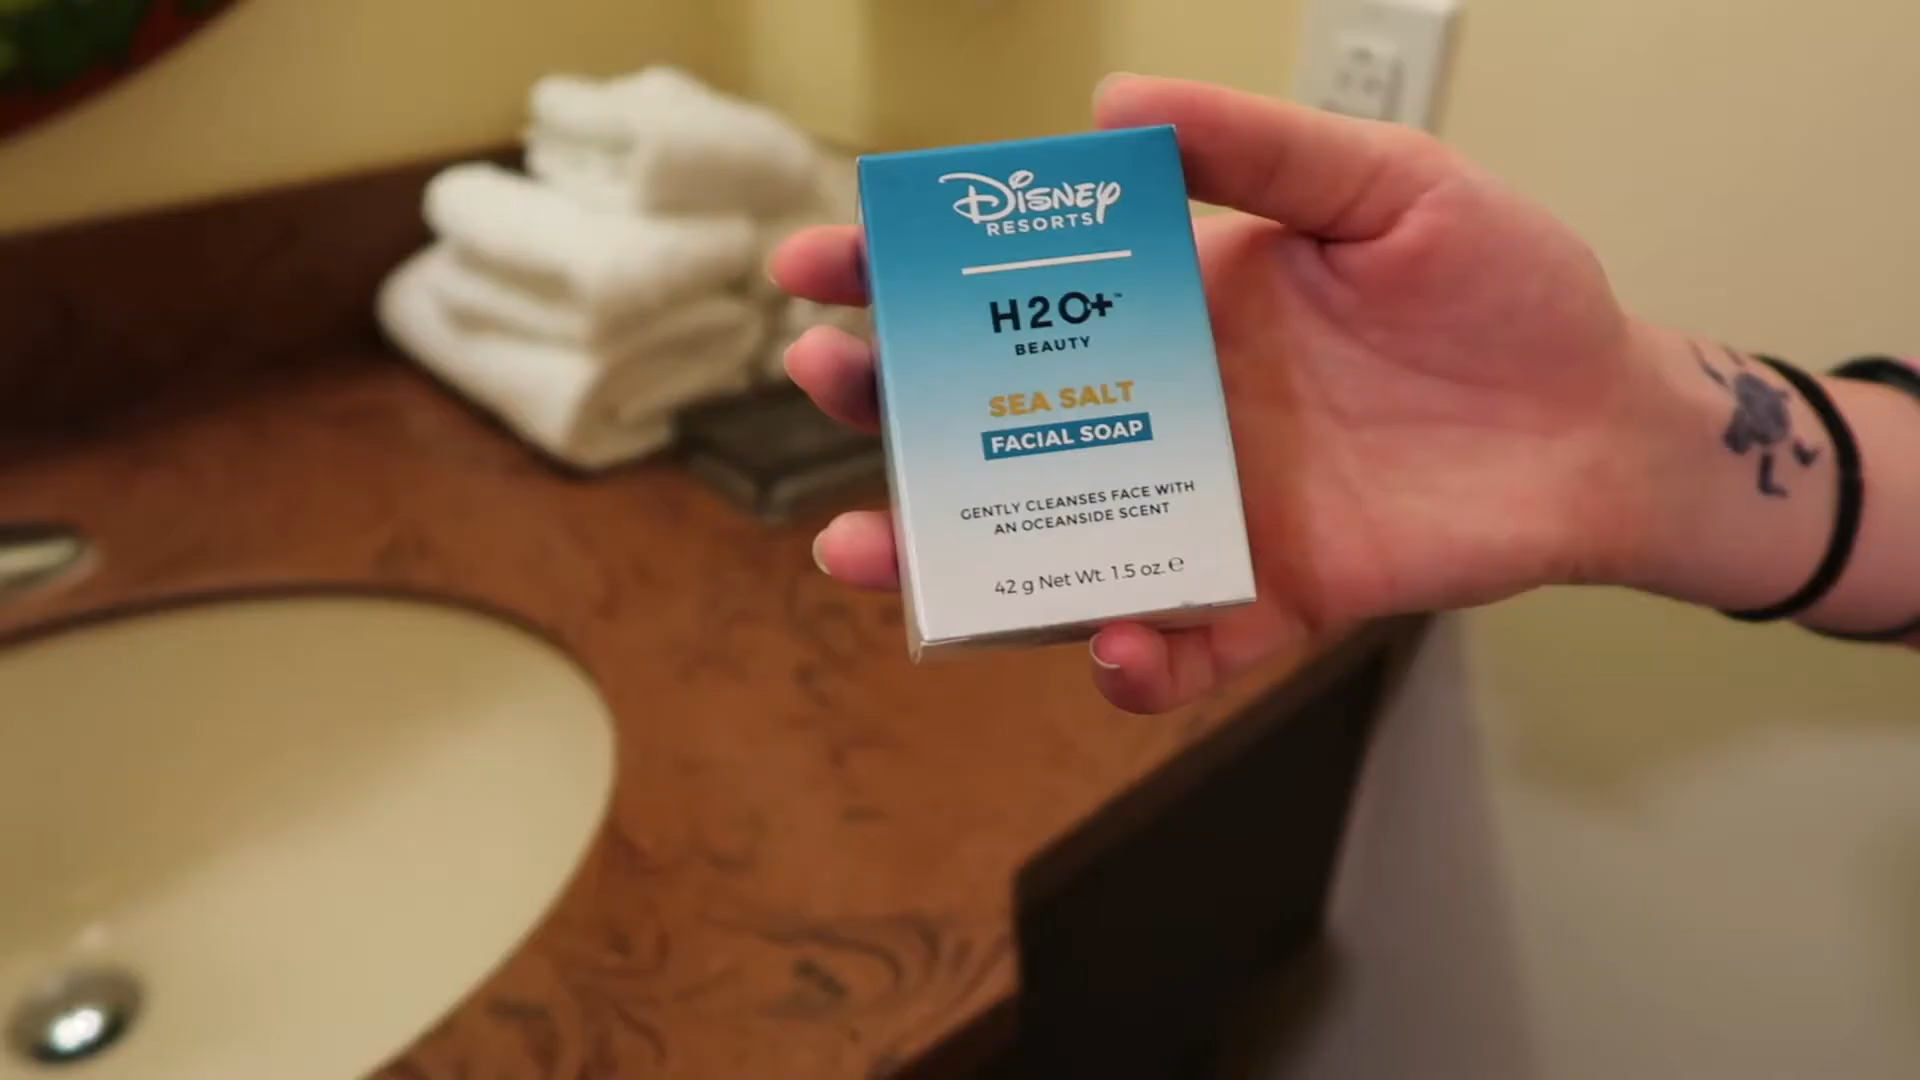 Disney
RESORTS
H2O+™
BEAUTY
SEA SALT
FACIAL SOAP
GENTLY CLEANSES FACE WITH
AN OCEANSIDE SCENT
42 g Net Wt. 1.5 oz. ℮